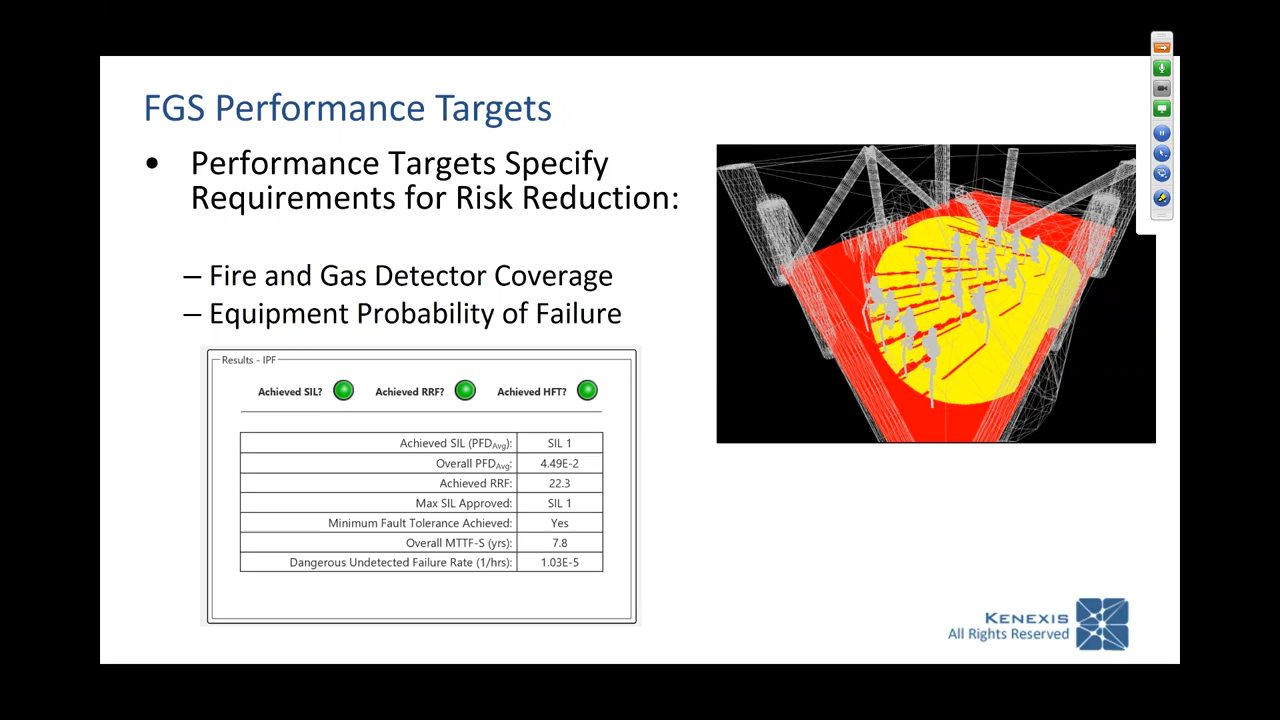 FGS Performance Targets
• Performance Targets Specify
Requirements for Risk Reduction:
– Fire and Gas Detector Coverage
– Equipment Probability of Failure
Results - IPF
Achieved SIL? Achieved RRF? Achieved HFT?
Achieved SIL (PFDAvg): SIL 1
Overall PFDAvg: 4.49E-2
Achieved RRF: 22.3
Max SIL Approved: SIL 1
Minimum Fault Tolerance Achieved: Yes
Overall MTTF-S (yrs): 7.8
Dangerous Undetected Failure Rate (1/hrs): 1.03E-5
KENEXIS
All Rights Reserved